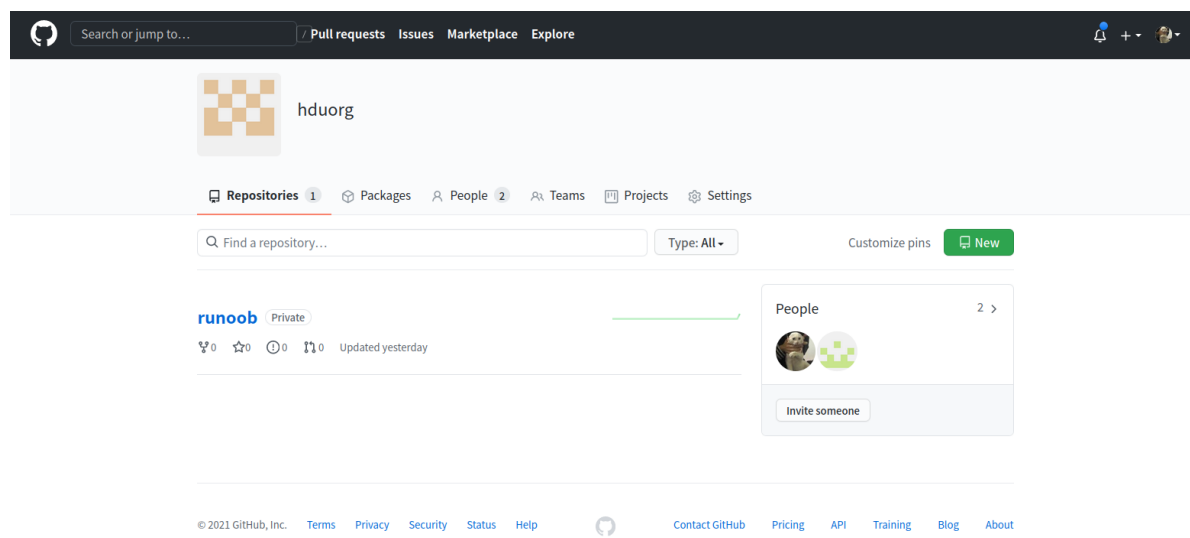 Search or jump to… / Pull requests Issues Marketplace Explore
hduorg
Repositories 1 Packages People 2 Teams Projects Settings
Find a repository… Type: All Customize pins New
runoob Private
0 0 0 0 Updated yesterday
People 2
Invite someone
© 2021 GitHub, Inc. Terms Privacy Security Status Help Contact GitHub Pricing API Training Blog About